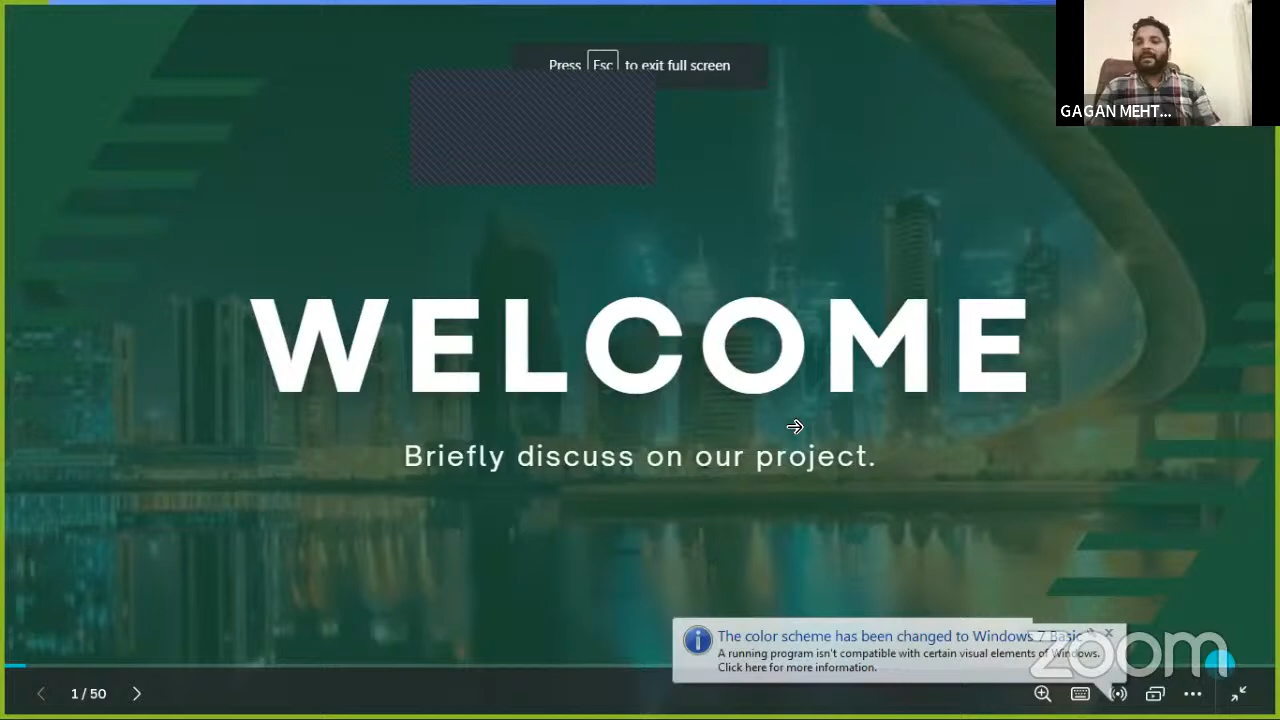 Press Esc to exit full screen
GAGAN MEHT...
WELCOME
Briefly discuss on our project.
The color scheme has been changed to Windows 7 Basic
A running program isn't compatible with certain visual elements of Windows.
Click here for more information.
zoom
1 / 50